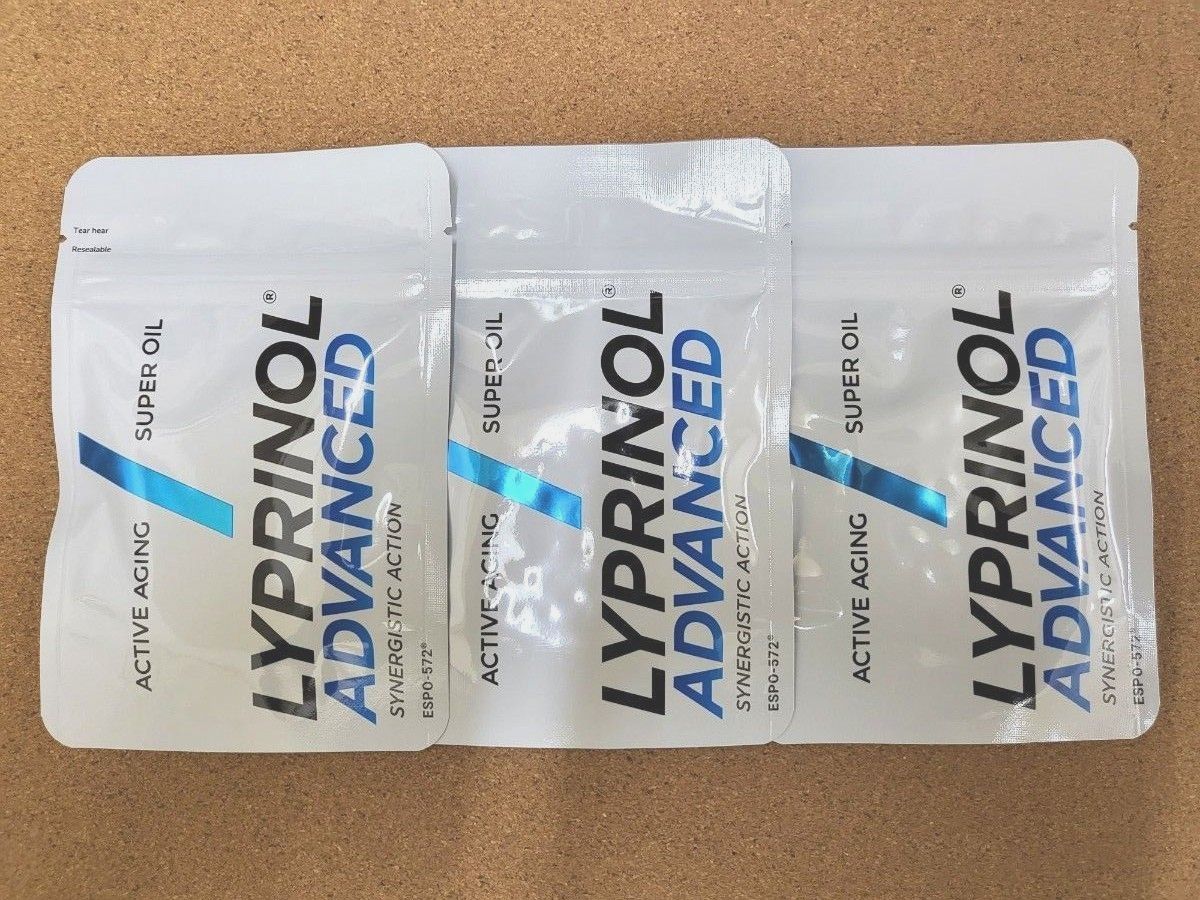 Tear hear
Resealable
ACTIVE AGING SUPER OIL
LYPRINOL®
ADVANCED
SYNERGISTIC ACTION
ESPO-572®
ACTIVE AGING SUPER OIL
LYPRINOL®
ADVANCED
SYNERGISTIC ACTION
ESPO-572®
ACTIVE AGING SUPER OIL
LYPRINOL®
ADVANCED
SYNERGISTIC ACTION
ESPO-572®